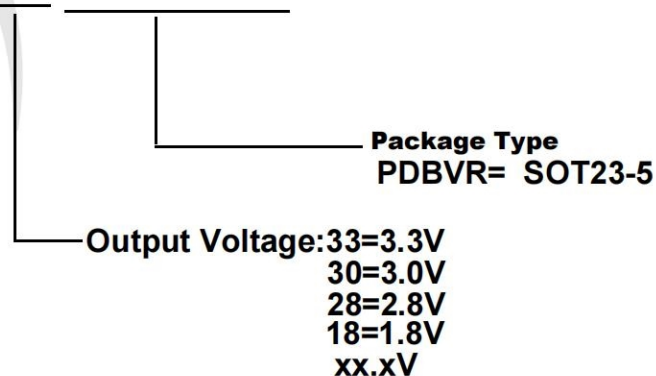 Package Type
PDBVR= SOT23-5
Output Voltage:33=3.3V
30=3.0V
28=2.8V
18=1.8V
xx.xV